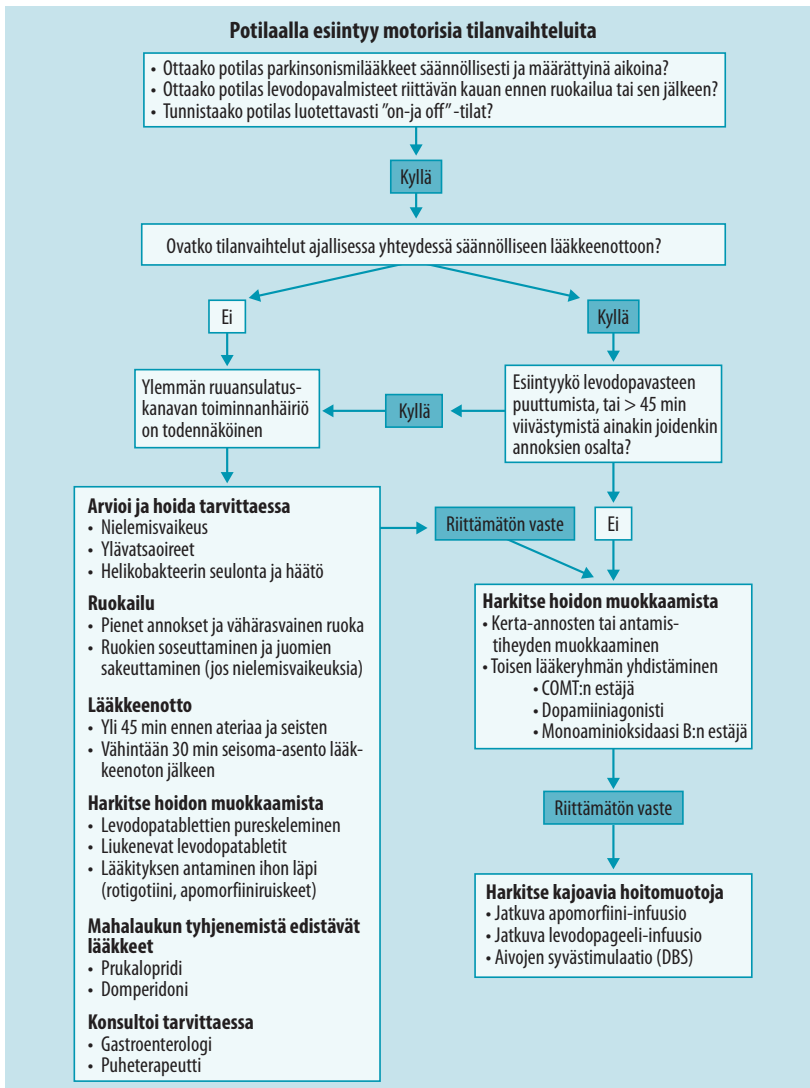 Potilaalla esiintyy motorisia tilanvaihteluita
• Ottaako potilas parkinsonismilääkkeet säännöllisesti ja määrättyinä aikoina?
• Ottaako potilas levodopavalmisteet riittävän kauan ennen ruokailua tai sen jälkeen?
• Tunnistaako potilas luotettavasti ”on-ja off” -tilat?
Kyllä
Ovatko tilanvaihtelut ajallisessa yhteydessä säännölliseen lääkkeenottoon?
Ei
Kyllä
Ylemmän ruuansulatus-
kanavan toiminnanhäiriö
on todennäköinen
Kyllä
Esiintyykö levodopavasteen
puuttumista, tai > 45 min
viivästymistä ainakin joidenkin
annoksien osalta?
Arvioi ja hoida tarvittaessa
• Nielemisvaikeus
• Ylävatsaoireet
• Helikobakteerin seulonta ja häätö
Ruokailu
• Pienet annokset ja vähärasvainen ruoka
• Ruokien soseuttaminen ja juomien
sakeuttaminen (jos nielemisvaikeuksia)
Lääkkeenotto
• Yli 45 min ennen ateriaa ja seisten
• Vähintään 30 min seisoma-asento lääk-
keenoton jälkeen
Harkitse hoidon muokkaamista
• Levodopatablettien pureskeleminen
• Liukenevat levodopatabletit
• Lääkityksen antaminen ihon läpi
(rotigotiini, apomorfiiniruiskeet)
Mahalaukun tyhjenemistä edistävät
lääkkeet
• Prukalopridi
• Domperidoni
Konsultoi tarvittaessa
• Gastroenterologi
• Puheterapeutti
Riittämätön vaste
Ei
Harkitse hoidon muokkaamista
• Kerta-annosten tai antamis-
tiheyden muokkaaminen
• Toisen lääkeryhmän yhdistäminen
• COMT:n estäjä
• Dopamiiniagonisti
• Monoaminioksidaasi B:n estäjä
Riittämätön vaste
Harkitse kajoavia hoitomuotoja
• Jatkuva apomorfiini-infuusio
• Jatkuva levodopageeli-infuusio
• Aivojen syvästimulaatio (DBS)